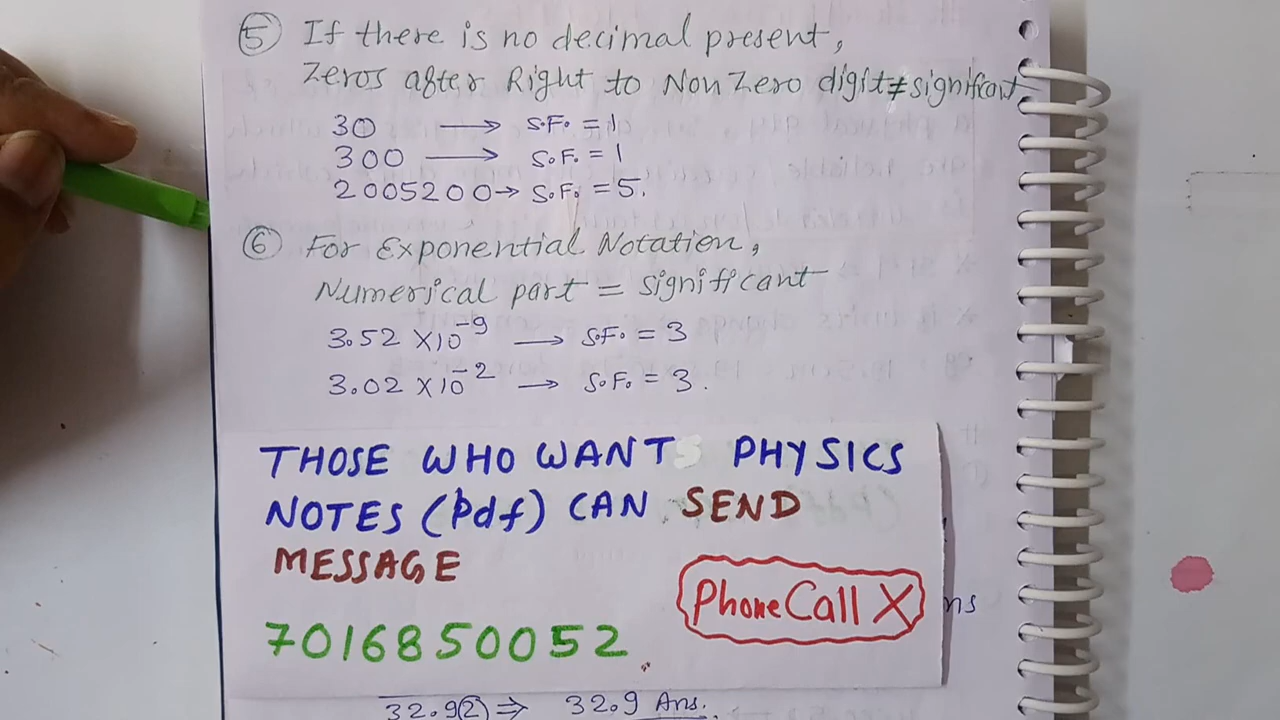 ⑤ If there is no decimal present,
Zeros after Right to Non Zero digit ≠ significant
30 → S.F. = 1
300 → S.F. = 1
2005200 → S.F. = 5.
⑥ For Exponential Notation,
Numerical part = significant
3.52 × 10⁻⁹ → S.F. = 3
3.02 × 10⁻² → S.F. = 3.
THOSE WHO WANT PHYSICS
NOTES (pdf) CAN SEND
MESSAGE
Phone Call X
7016850052
32.9② ⇒ 32.9 Ans.